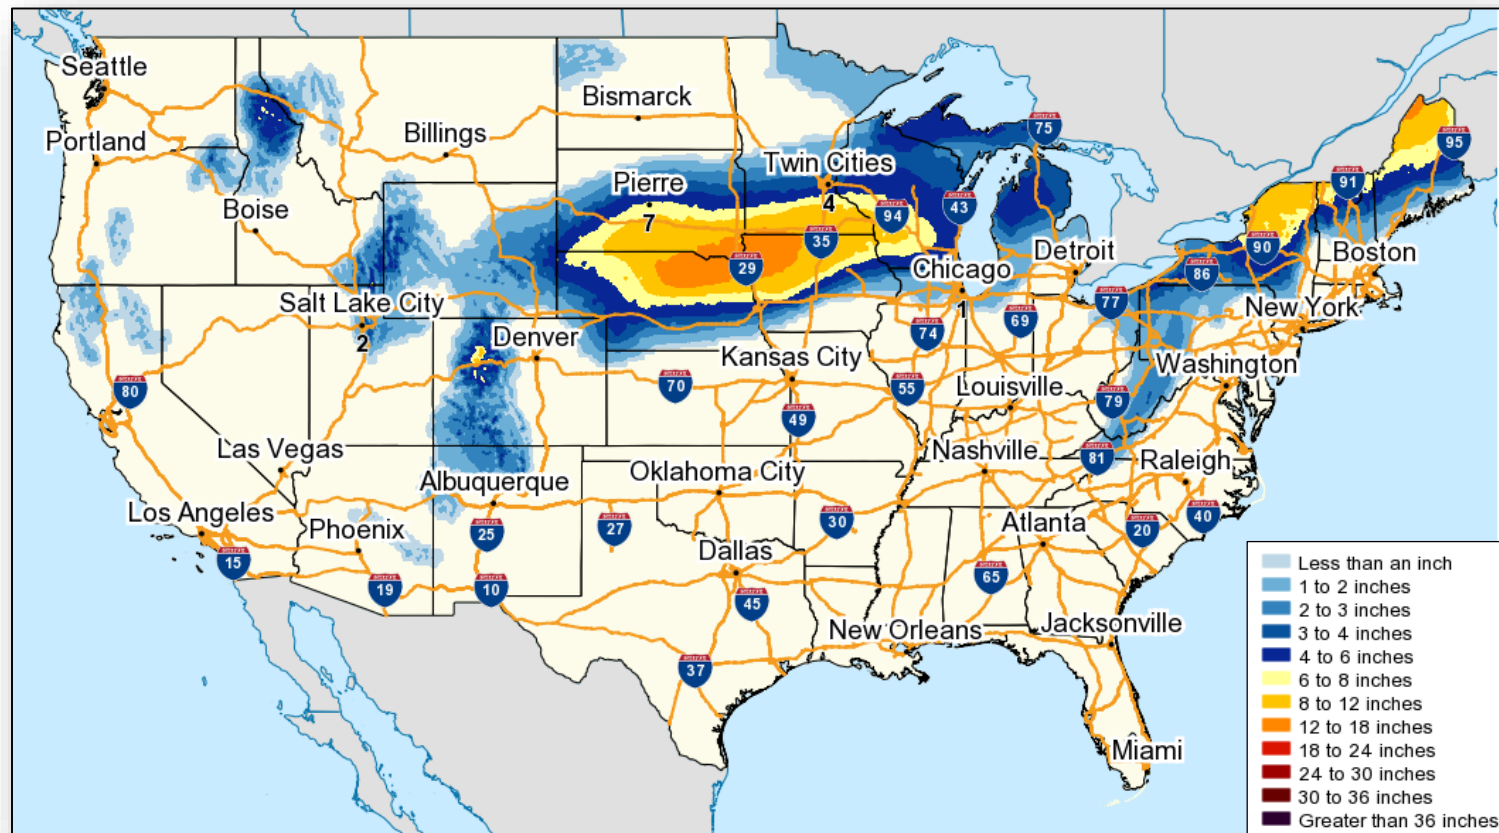 Seattle
Portland
Bismarck
Billings
75
95
Twin Cities
4
Pierre
7
91
Boise
43
94
35
29
90
Boston
Detroit
86
Chicago
1
77
Salt Lake City
2
New York
69
74
Denver
Kansas City
Washington
80
70
55
Louisville
79
49
Las Vegas
Nashville
81
Raleigh
Oklahoma City
Albuquerque
Los Angeles
Phoenix
25
27
30
Atlanta
20
40
15
Dallas
19
10
65
45
New Orleans
Jacksonville
37
Miami
Less than an inch
1 to 2 inches
2 to 3 inches
3 to 4 inches
4 to 6 inches
6 to 8 inches
8 to 12 inches
12 to 18 inches
18 to 24 inches
24 to 30 inches
30 to 36 inches
Greater than 36 inches